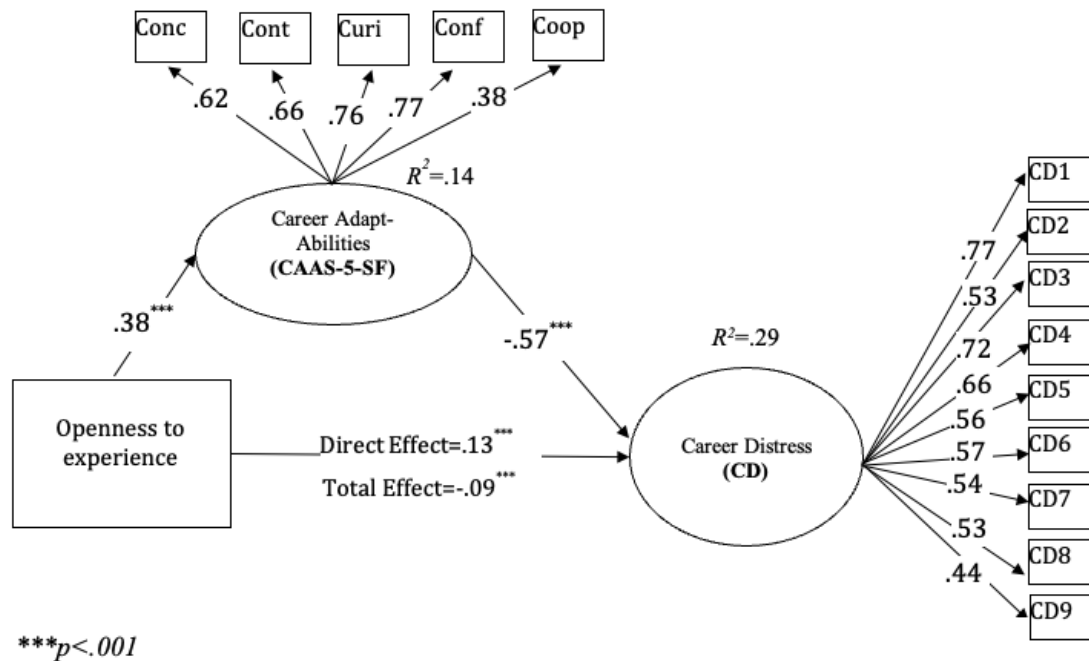 Conc
Cont
Curi
Conf
Coop
.62
.66
.76
.77
.38
R²=.14
Career Adapt-
Abilities
(CAAS-5-SF)
.38***
-.57***
Openness to
experience
Direct Effect=.13***
Total Effect=-.09***
R²=.29
Career Distress
(CD)
.77
.53
.72
.66
.56
.57
.54
.53
.44
CD1
CD2
CD3
CD4
CD5
CD6
CD7
CD8
CD9
***p<.001